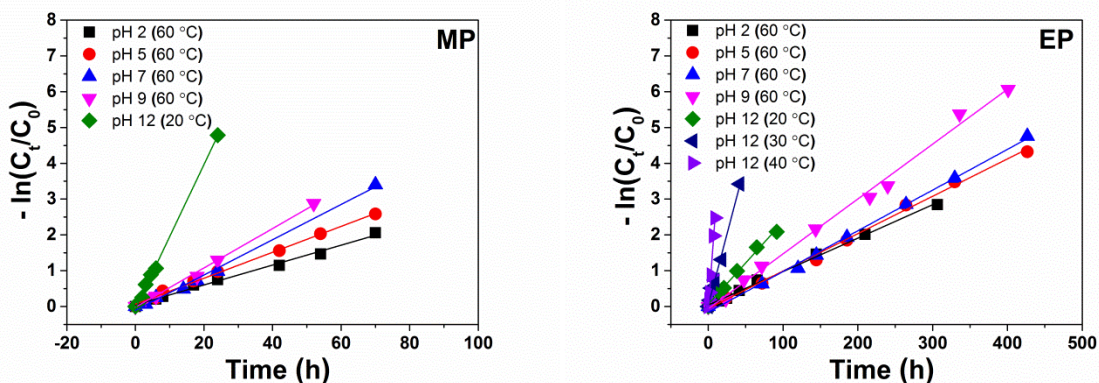 MP
pH 2 (60 °C)
pH 5 (60 °C)
pH 7 (60 °C)
pH 9 (60 °C)
pH 12 (20 °C)
- ln(Ct/C0)
8
7
6
5
4
3
2
1
0
-20 0 20 40 60 80 100
Time (h)
EP
pH 2 (60 °C)
pH 5 (60 °C)
pH 7 (60 °C)
pH 9 (60 °C)
pH 12 (20 °C)
pH 12 (30 °C)
pH 12 (40 °C)
- ln(Ct/C0)
8
7
6
5
4
3
2
1
0
0 100 200 300 400 500
Time (h)